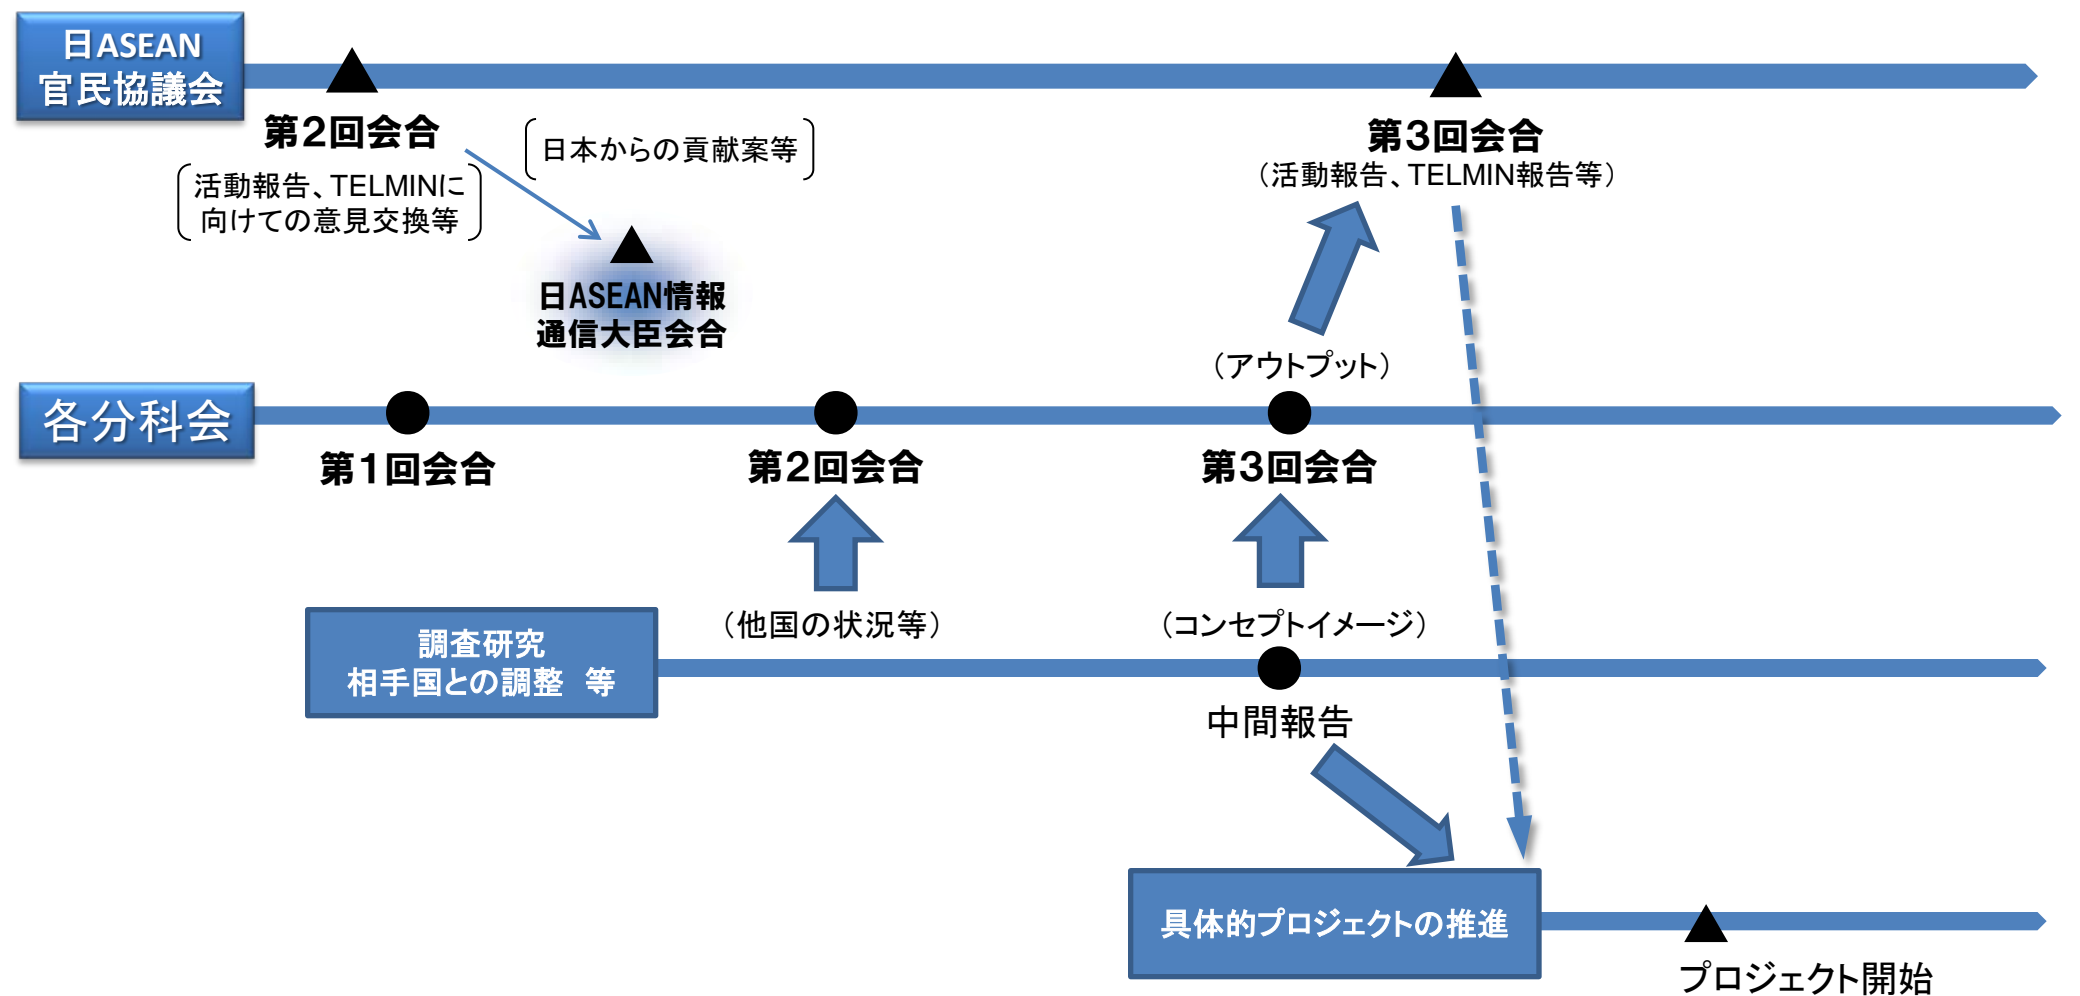 日ASEAN
官民協議会
第2回会合
活動報告、TELMINに
向けての意見交換等
日本からの貢献案等
日ASEAN情報
通信大臣会合
第3回会合
（活動報告、TELMIN報告等）
（アウトプット）
各分科会
第1回会合
第2回会合
第3回会合
（他国の状況等）
（コンセプトイメージ）
調査研究
相手国との調整　等
中間報告
具体的プロジェクトの推進
プロジェクト開始